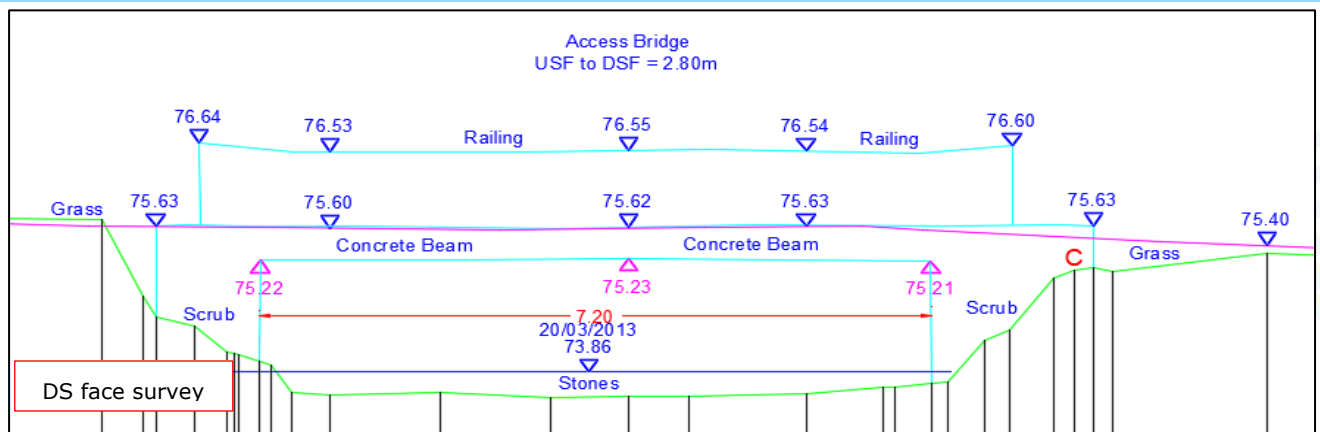 Access Bridge
USF to DSF = 2.80m
76.64
76.53
Railing
76.55
76.54
Railing
76.60
Grass
75.63
75.60
75.62
75.63
75.63
75.40
Concrete Beam
Concrete Beam
C
Grass
75.22
75.23
75.21
Scrub
Scrub
7.20
20/03/2013
73.86
Stones
DS face survey